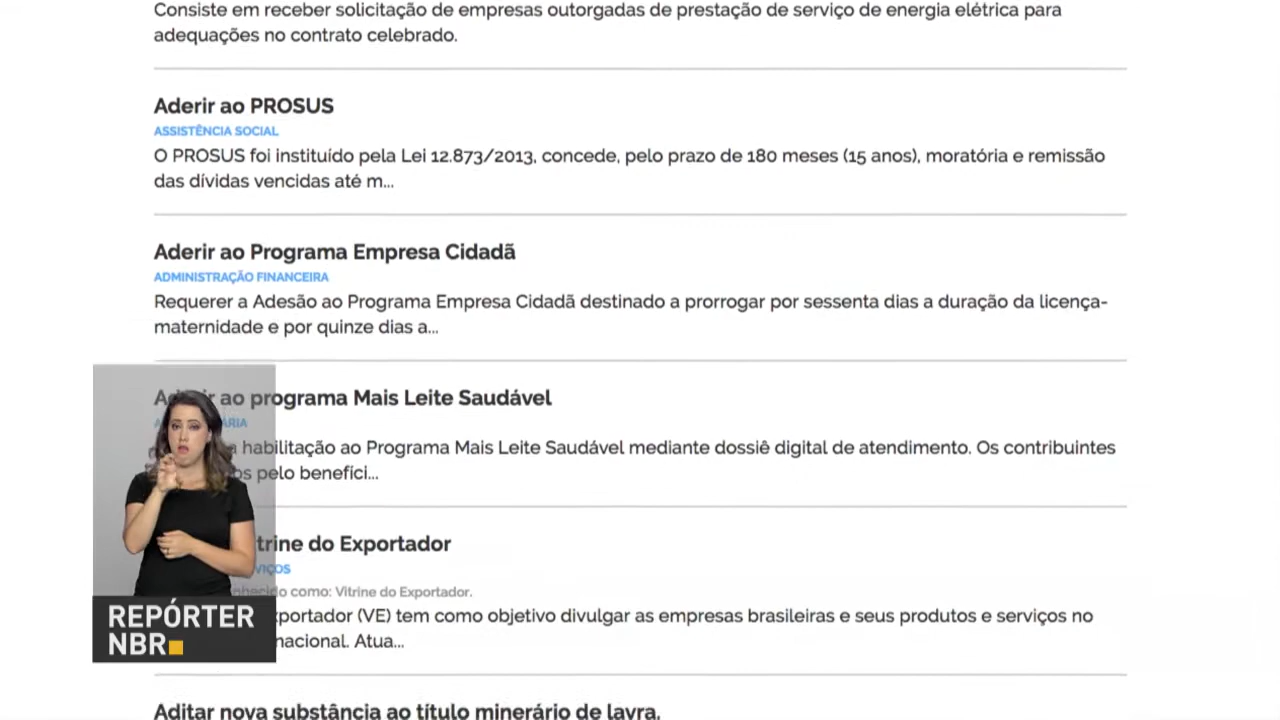 Consiste em receber solicitação de empresas outorgadas de prestação de serviço de energia elétrica para
adequações no contrato celebrado.
Aderir ao PROSUS
ASSISTÊNCIA SOCIAL
O PROSUS foi instituído pela Lei 12.873/2013, concede, pelo prazo de 180 meses (15 anos), moratória e remissão
das dívidas vencidas até m...
Aderir ao Programa Empresa Cidadã
ADMINISTRAÇÃO FINANCEIRA
Requerer a Adesão ao Programa Empresa Cidadã destinado a prorrogar por sessenta dias a duração da licença-
maternidade e por quinze dias a...
Aderir ao programa Mais Leite Saudável
habilitação ao Programa Mais Leite Saudável mediante dossiê digital de atendimento. Os contribuintes
pelo benefíci...
do Exportador
como: Vitrine do Exportador.
(VE) tem como objetivo divulgar as empresas brasileiras e seus produtos e serviços no
Atua...
Aditar nova substância ao título minerário de lavra.
REPÓRTER
NBR